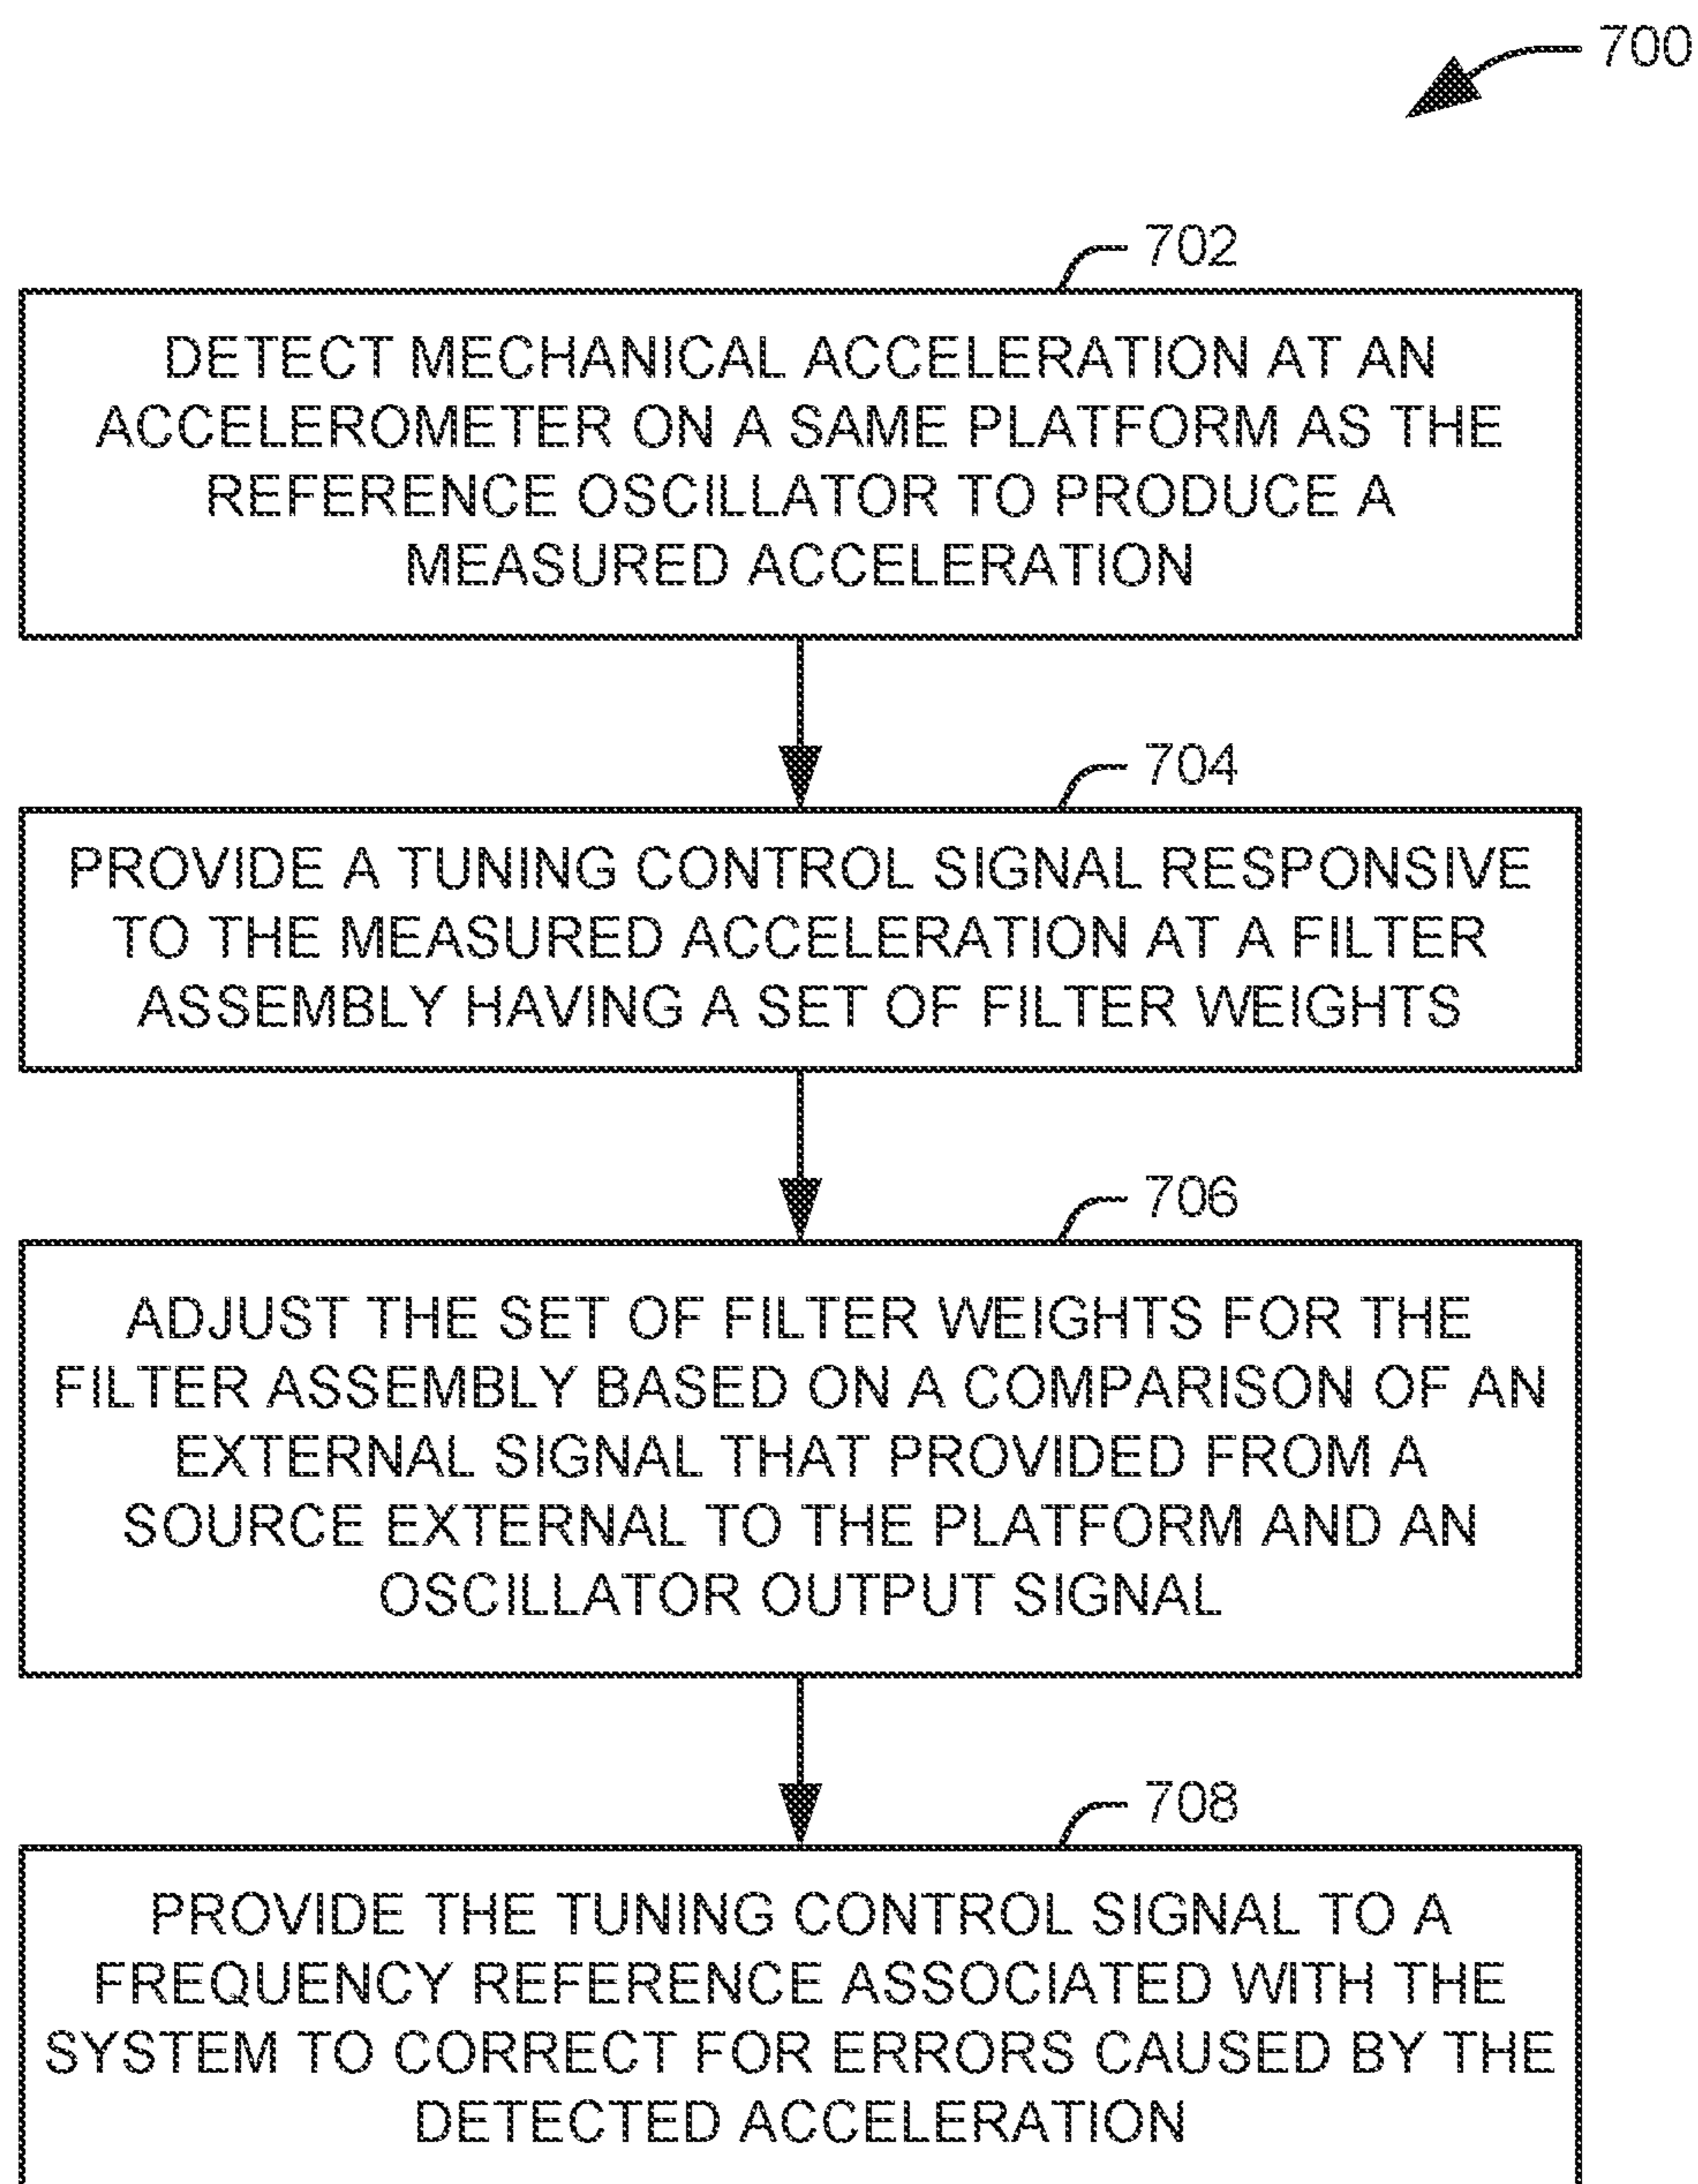 700
702
DETECT MECHANICAL ACCELERATION AT AN
ACCELEROMETER ON A SAME PLATFORM AS THE
REFERENCE OSCILLATOR TO PRODUCE A
MEASURED ACCELERATION
704
PROVIDE A TUNING CONTROL SIGNAL RESPONSIVE
TO THE MEASURED ACCELERATION AT A FILTER
ASSEMBLY HAVING A SET OF FILTER WEIGHTS
706
ADJUST THE SET OF FILTER WEIGHTS FOR THE
FILTER ASSEMBLY BASED ON A COMPARISON OF AN
EXTERNAL SIGNAL THAT PROVIDED FROM A
SOURCE EXTERNAL TO THE PLATFORM AND AN
OSCILLATOR OUTPUT SIGNAL
708
PROVIDE THE TUNING CONTROL SIGNAL TO A
FREQUENCY REFERENCE ASSOCIATED WITH THE
SYSTEM TO CORRECT FOR ERRORS CAUSED BY THE
DETECTED ACCELERATION